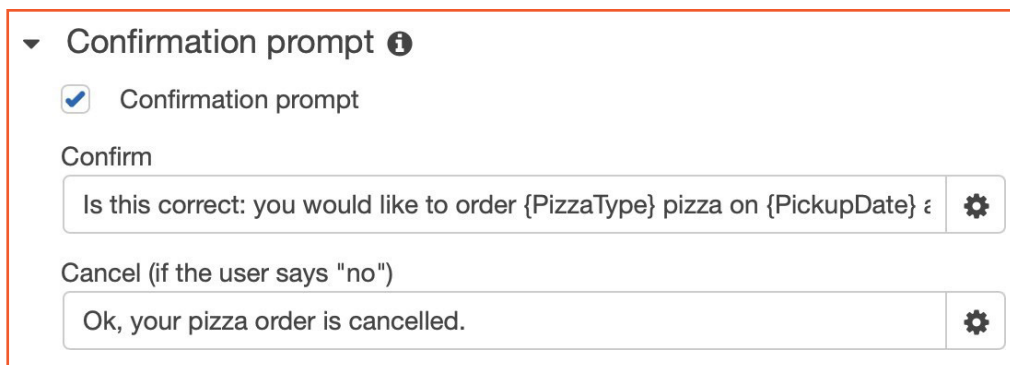 Confirmation prompt
Confirmation prompt
Confirm
Is this correct: you would like to order {PizzaType} pizza on {PickupDate} a
Cancel (if the user says "no")
Ok, your pizza order is cancelled.